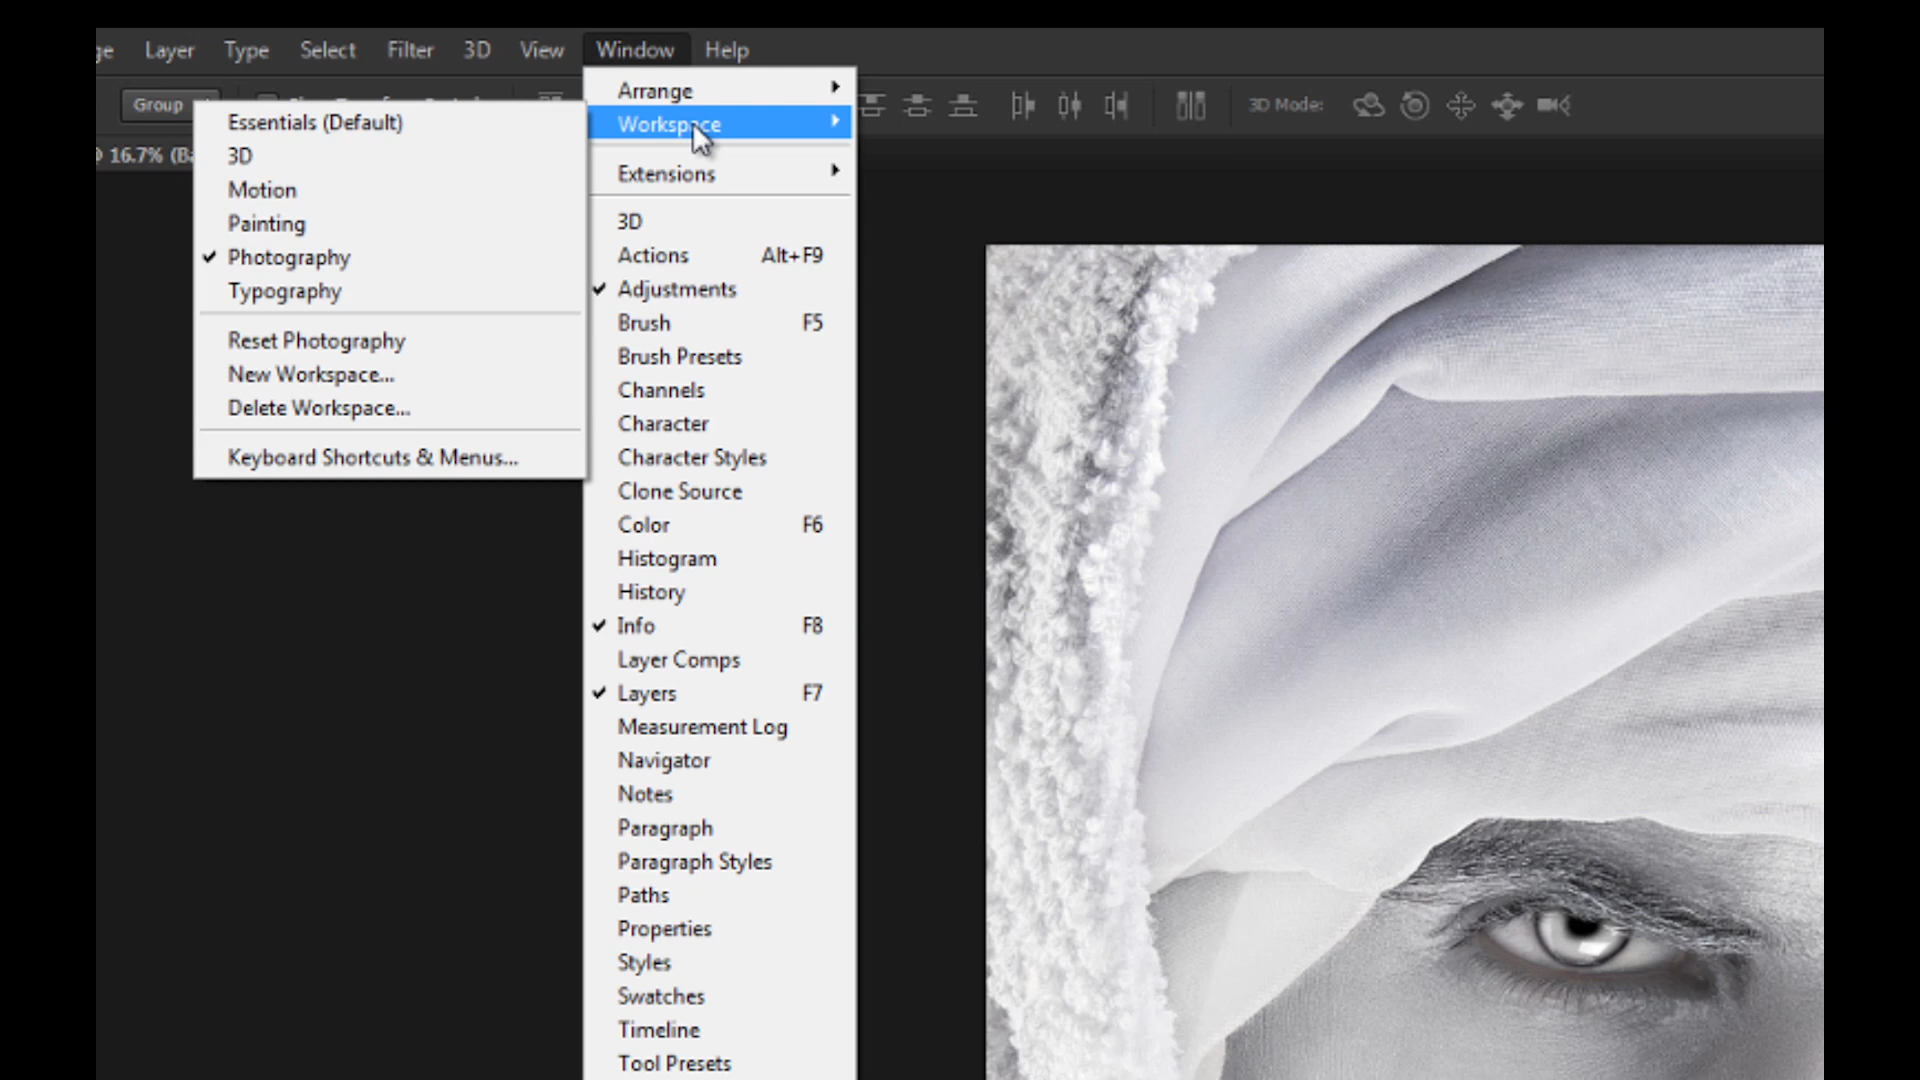 Layer Type Select Filter 3D View Window Help
Group
3D Mode:
16.7%
Essentials (Default)
3D
Motion
Painting
Photography
Typography
Reset Photography
New Workspace...
Delete Workspace...
Keyboard Shortcuts & Menus...
Arrange
Workspace
Extensions
3D
Actions Alt+F9
Adjustments
Brush F5
Brush Presets
Channels
Character
Character Styles
Clone Source
Color F6
Histogram
History
Info F8
Layer Comps
Layers F7
Measurement Log
Navigator
Notes
Paragraph
Paragraph Styles
Paths
Properties
Styles
Swatches
Timeline
Tool Presets